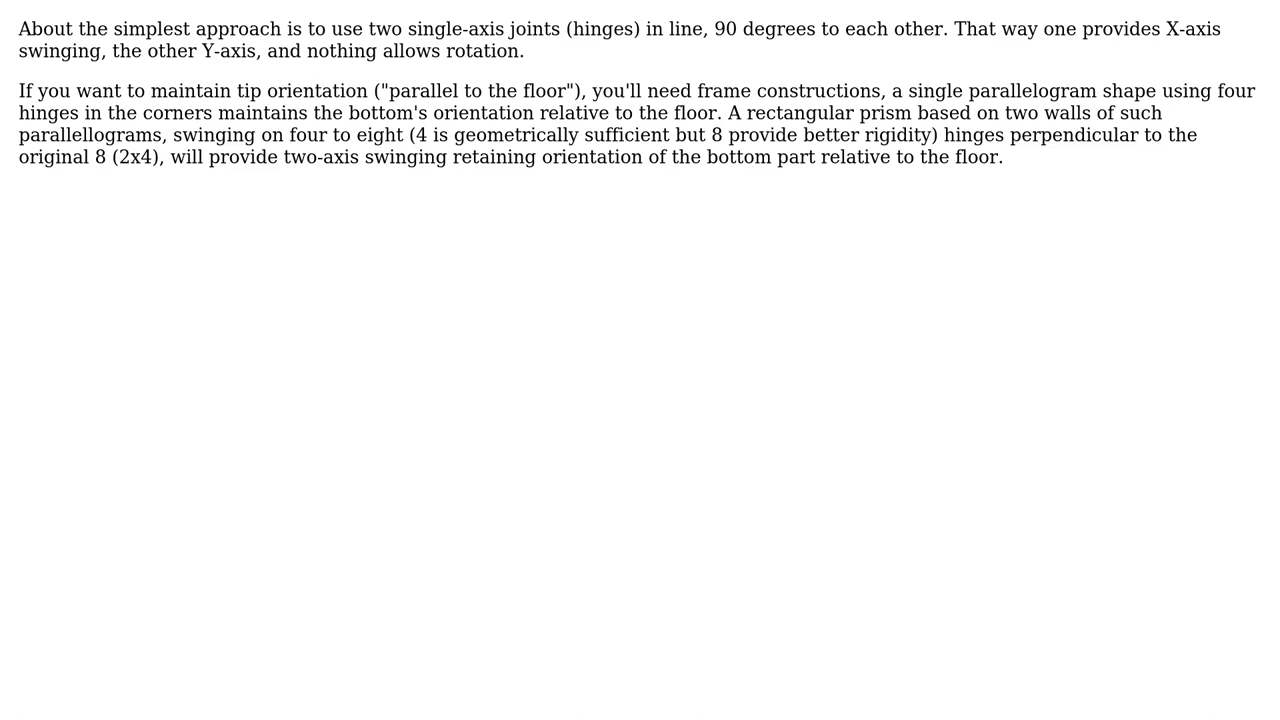 About the simplest approach is to use two single-axis joints (hinges) in line, 90 degrees to each other. That way one provides X-axis
swinging, the other Y-axis, and nothing allows rotation.
If you want to maintain tip orientation ("parallel to the floor"), you'll need frame constructions, a single parallelogram shape using four
hinges in the corners maintains the bottom's orientation relative to the floor. A rectangular prism based on two walls of such
parallellograms, swinging on four to eight (4 is geometrically sufficient but 8 provide better rigidity) hinges perpendicular to the
original 8 (2x4), will provide two-axis swinging retaining orientation of the bottom part relative to the floor.